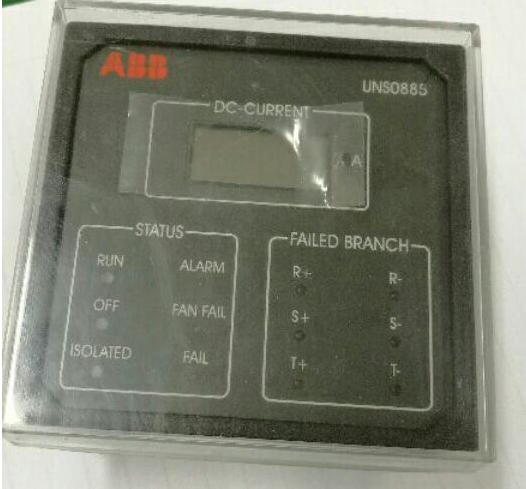 ABB
UNS0885
DC-CURRENT
A
STATUS
RUN ALARM
OFF FAN FAIL
ISOLATED FAIL
FAILED BRANCH
R+ R-
S+ S-
T+ T-